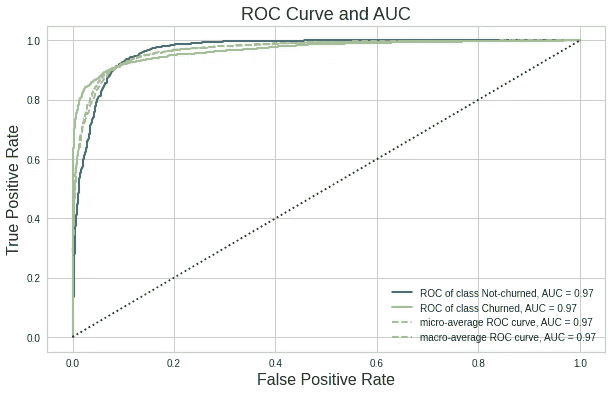 ROC Curve and AUC
True Positive Rate
1.0
0.8
0.6
0.4
0.2
0.0
ROC of class Not-churned, AUC = 0.97
ROC of class Churned, AUC = 0.97
micro-average ROC curve, AUC = 0.97
macro-average ROC curve, AUC = 0.97
0.0 0.2 0.4 0.6 0.8 1.0
False Positive Rate